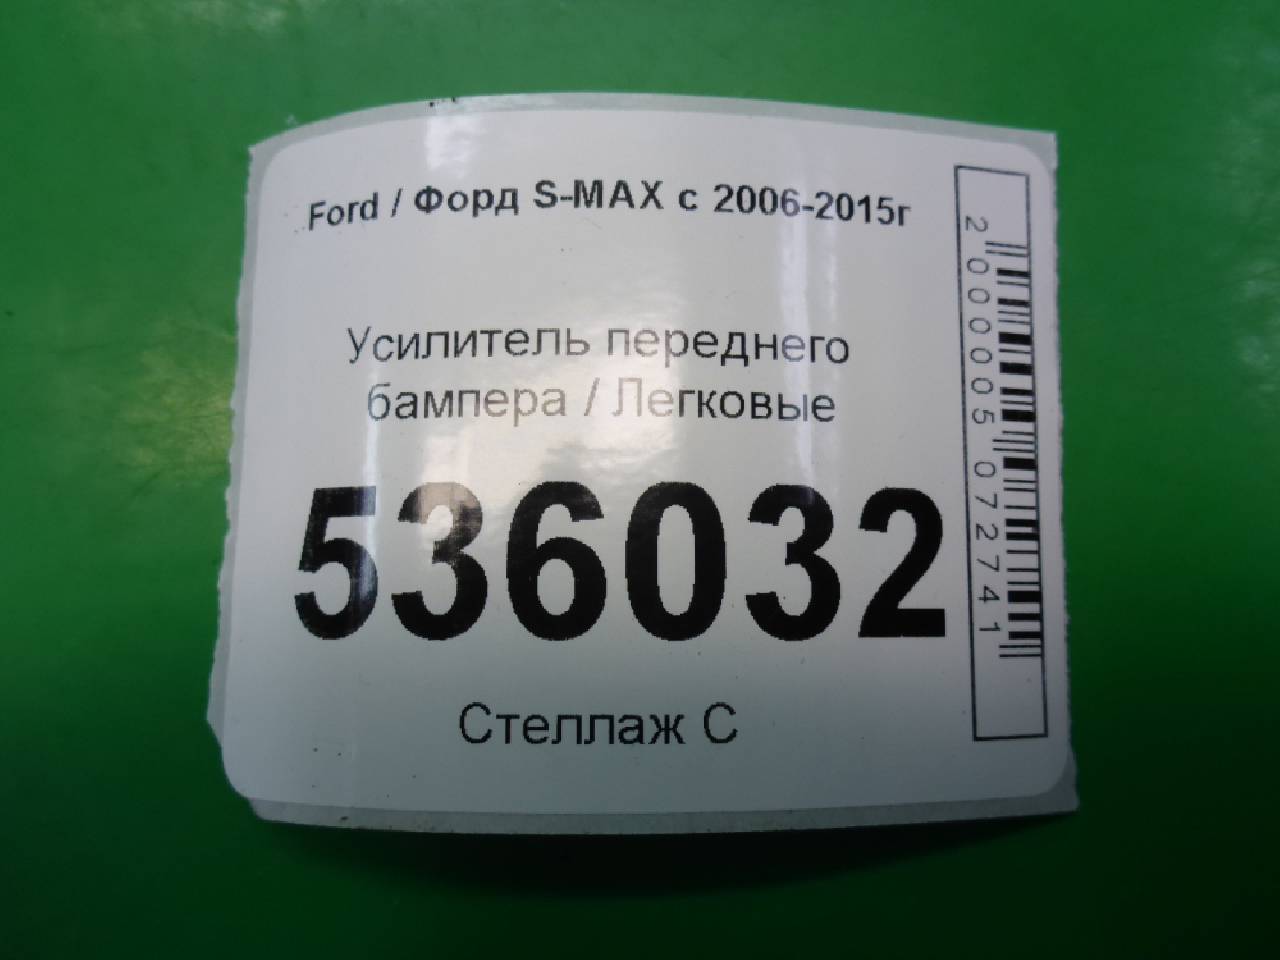 Ford / Форд S-MAX с 2006-2015г
Усилитель переднего
бампера / Легковые
536032
Стеллаж С
2000005072741